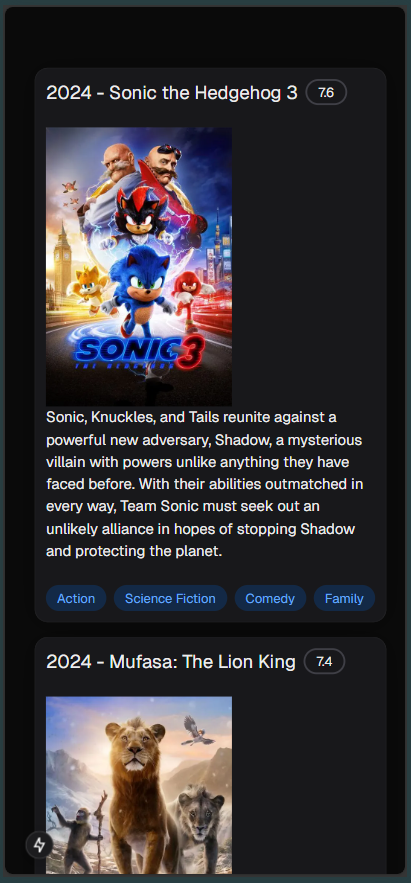 2024 - Sonic the Hedgehog 3 7.6
SONIC 3
THE HEDGEHOG
Sonic, Knuckles, and Tails reunite against a
powerful new adversary, Shadow, a mysterious
villain with powers unlike anything they have
faced before. With their abilities outmatched in
every way, Team Sonic must seek out an
unlikely alliance in hopes of stopping Shadow
and protecting the planet.
Action Science Fiction Comedy Family
2024 - Mufasa: The Lion King 7.4